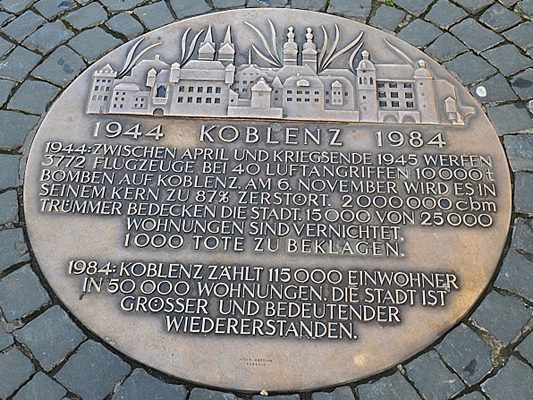 1944 KOBLENZ 1984
1944: ZWISCHEN APRIL UND KRIEGSENDE 1945 WERFEN
3772 FLUGZEUGE BEI 40 LUFTANGRIFFEN 10 000 t
BOMBEN AUF KOBLENZ. AM 6. NOVEMBER WIRD ES IN
SEINEM KERN ZU 87% ZERSTÖRT. 2 000 000 cbm
TRÜMMER BEDECKEN DIE STADT. 15 000 VON 25 000
WOHNUNGEN SIND VERNICHTET.
1 000 TOTE ZU BEKLAGEN.
1984: KOBLENZ ZÄHLT 115 000 EINWOHNER
IN 50 000 WOHNUNGEN. DIE STADT IST
GRÖSSER UND BEDEUTENDER
WIEDERERSTANDEN.